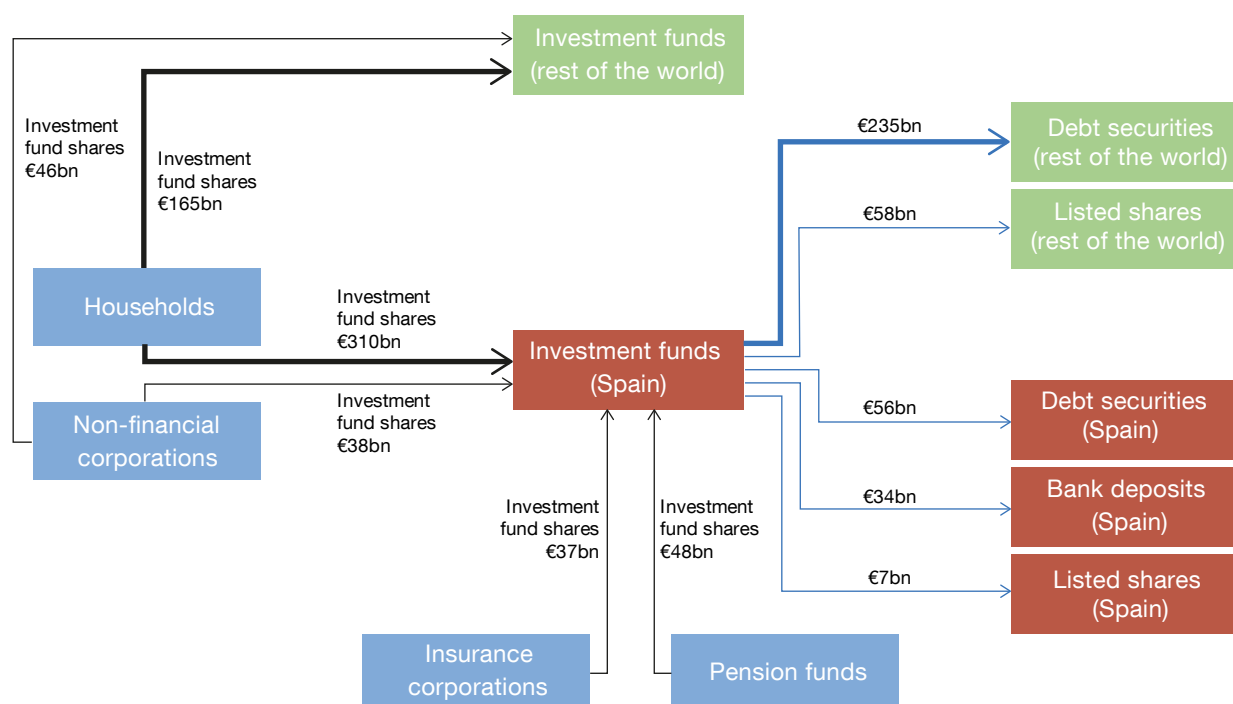 Investment funds
(rest of the world)
Investment
fund shares
€46bn
Investment
fund shares
€165bn
€235bn
Debt securities
(rest of the world)
€58bn
Listed shares
(rest of the world)
Households
Investment
fund shares
€310bn
Investment funds
(Spain)
Non-financial
corporations
Investment
fund shares
€38bn
€56bn
Debt securities
(Spain)
€34bn
Bank deposits
(Spain)
Investment
fund shares
€37bn
Investment
fund shares
€48bn
€7bn
Listed shares
(Spain)
Insurance
corporations
Pension funds